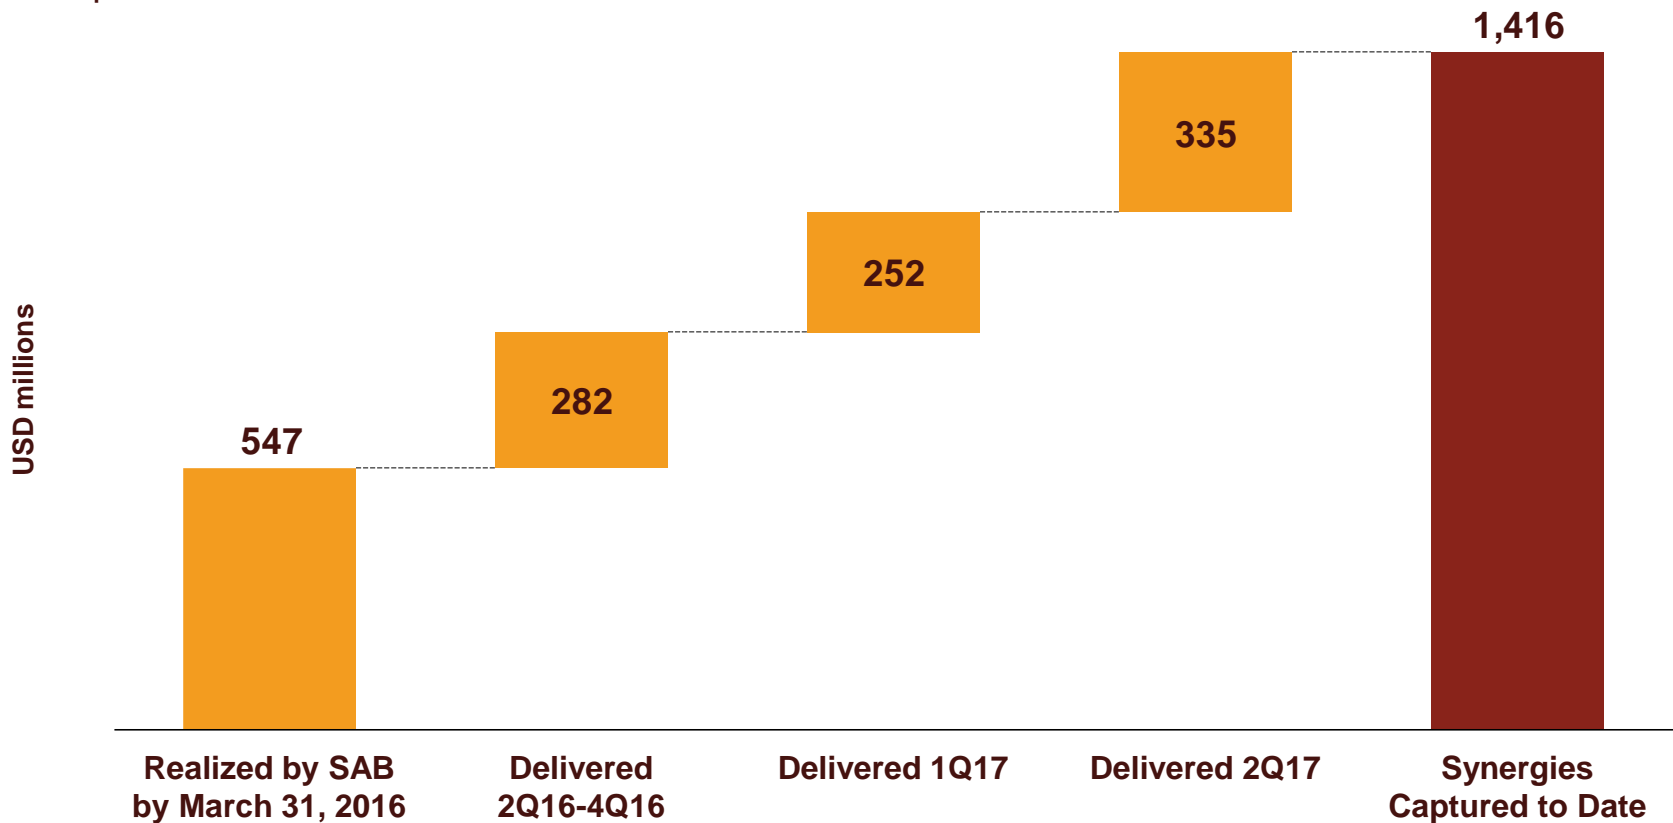 1,416
335
252
282
547
USD millions
Realized by SAB
by March 31, 2016
Delivered
2Q16-4Q16
Delivered 1Q17
Delivered 2Q17
Synergies
Captured to Date